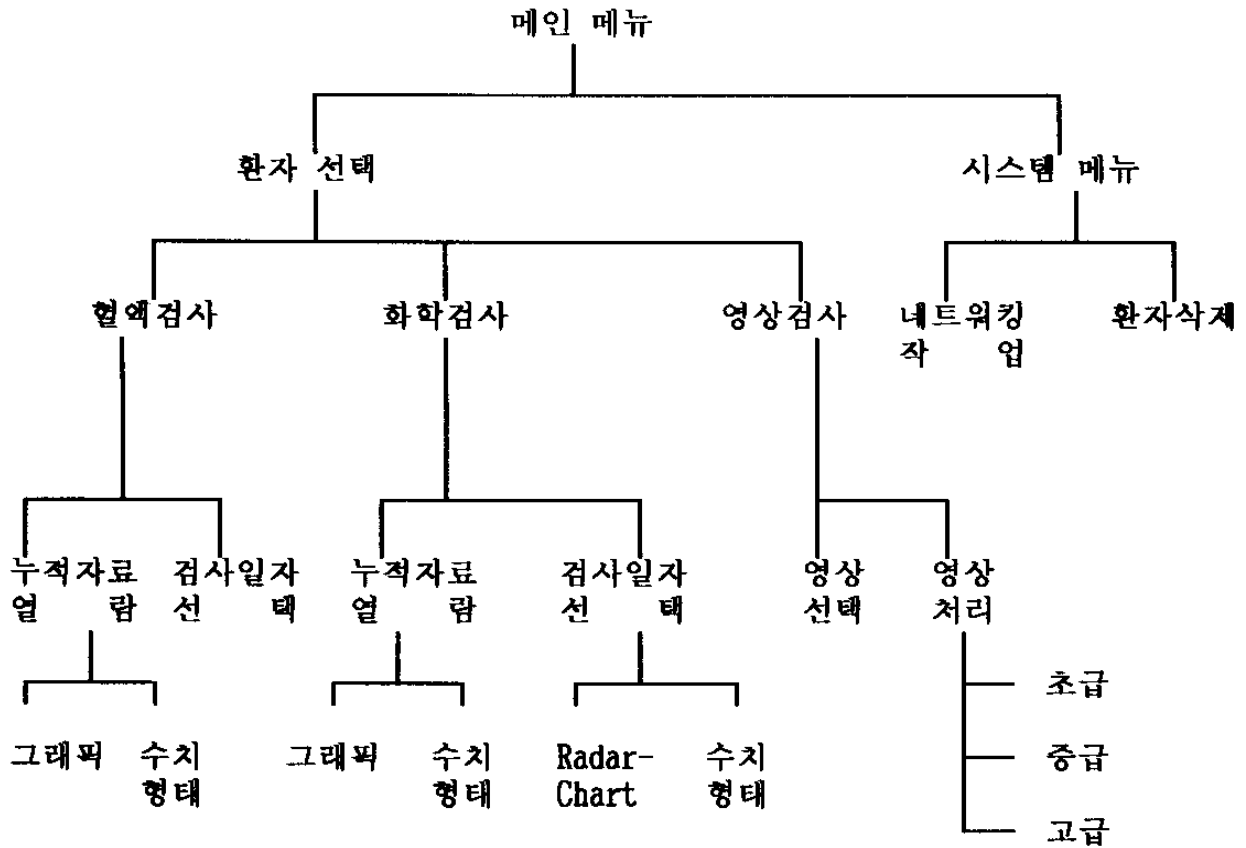 메인 메뉴
환자 선택
시스템 메뉴
혈액검사
화학검사
영상검사
네트워킹
작 업
환자삭제
누적자료
열 람
검사일자
선 택
누적자료
열 람
검사일자
선 택
영상
선택
영상
처리
초급
중급
고급
그래픽
수치
형태
그래픽
수치
형태
Radar-
Chart
수치
형태